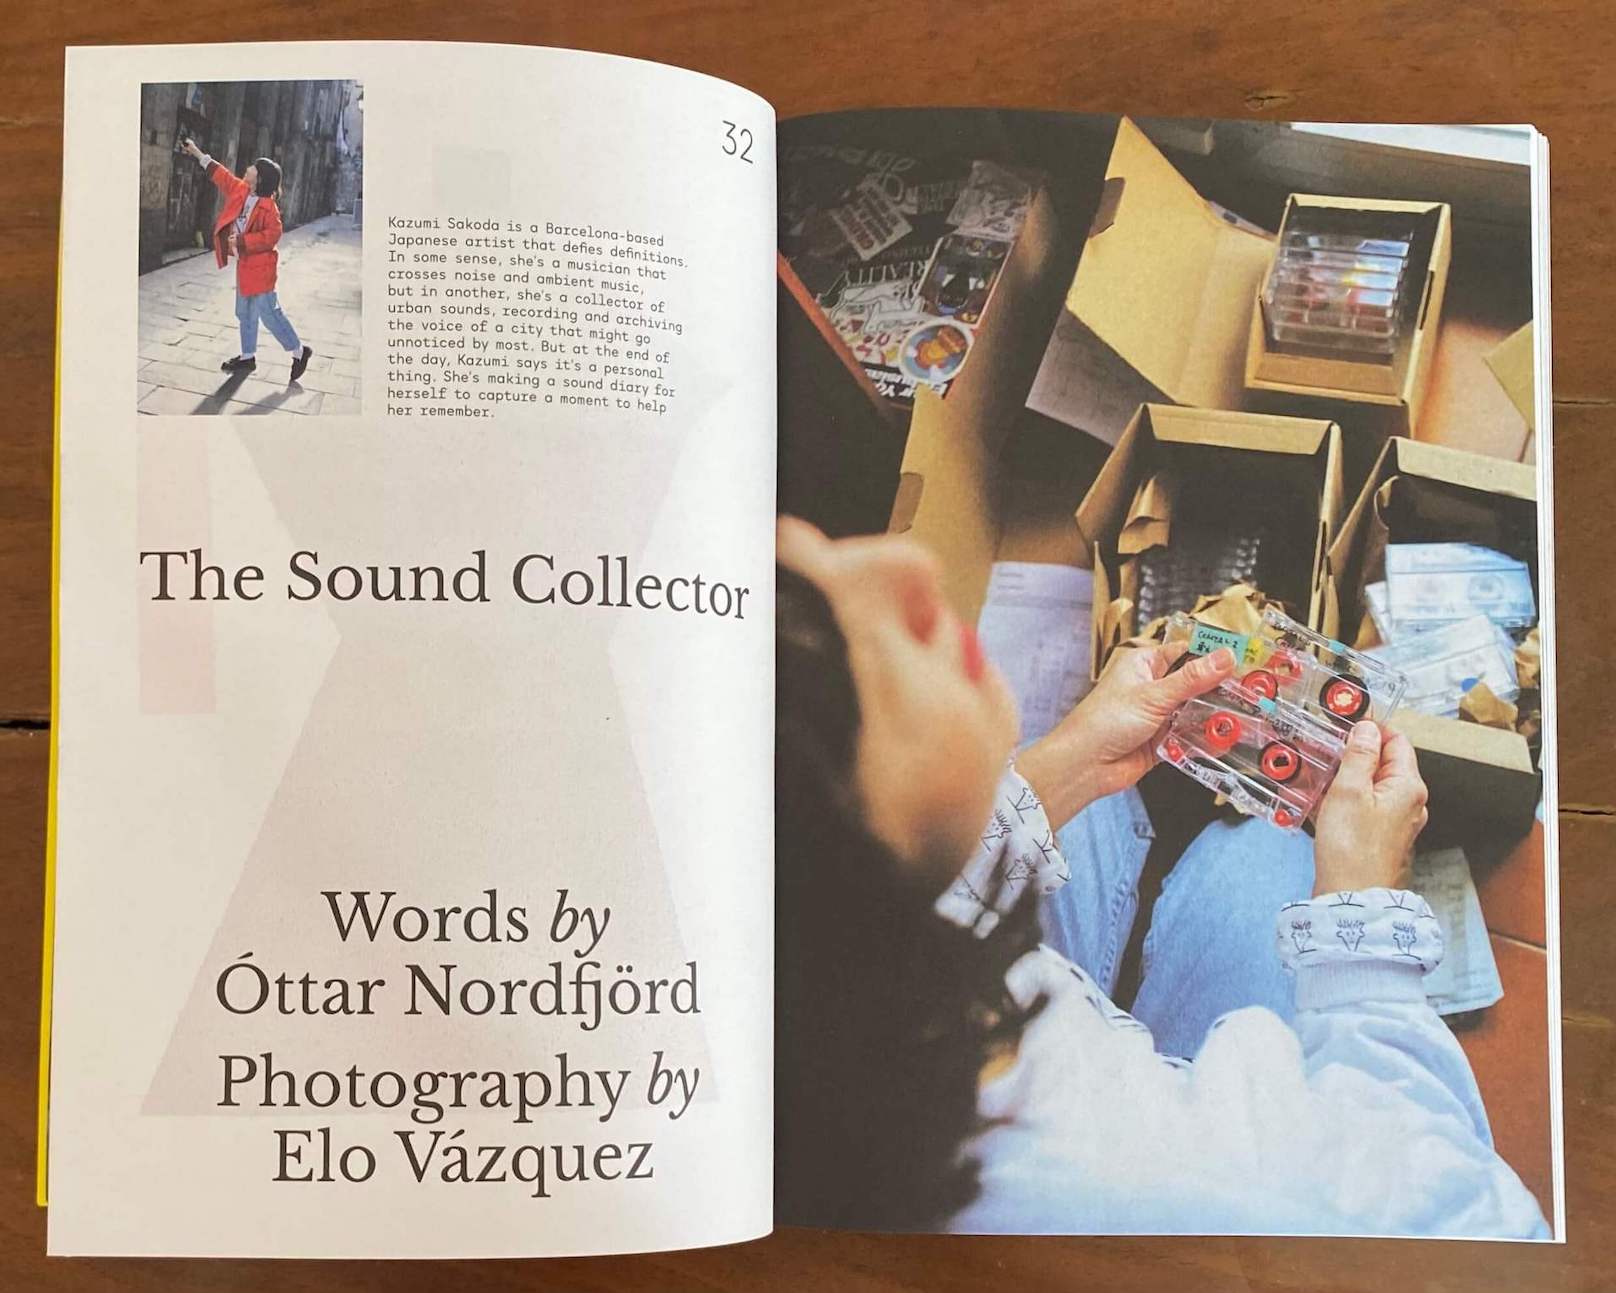 32
Kazumi Sakoda is a Barcelona-based
Japanese artist that defies definitions.
In some sense, she's a musician that
crosses noise and ambient music,
but in another, she's a collector of
urban sounds, recording and archiving
the voice of a city that might go
unnoticed by most. But at the end of
the day, Kazumi says it's a personal
thing. She's making a sound diary for
herself to capture a moment to help
her remember.
The Sound Collector
Words by
Óttar Nordfjörd
Photography by
Elo Vázquez
REALITY